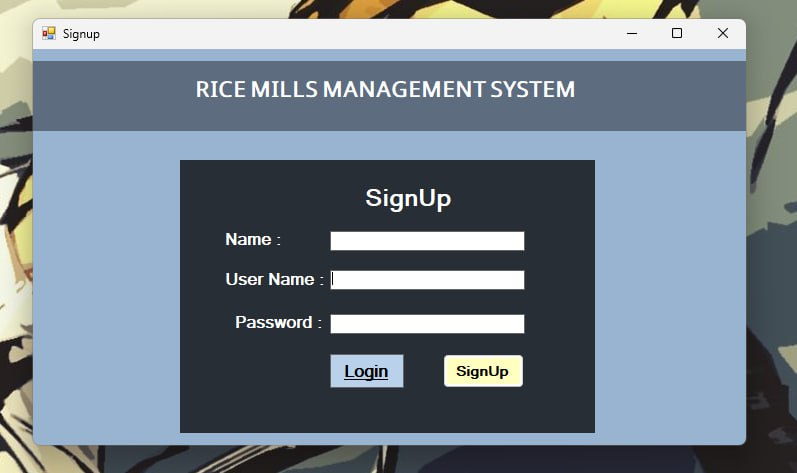 Signup
RICE MILLS MANAGEMENT SYSTEM
SignUp
Name :
User Name :
Password :
Login SignUp